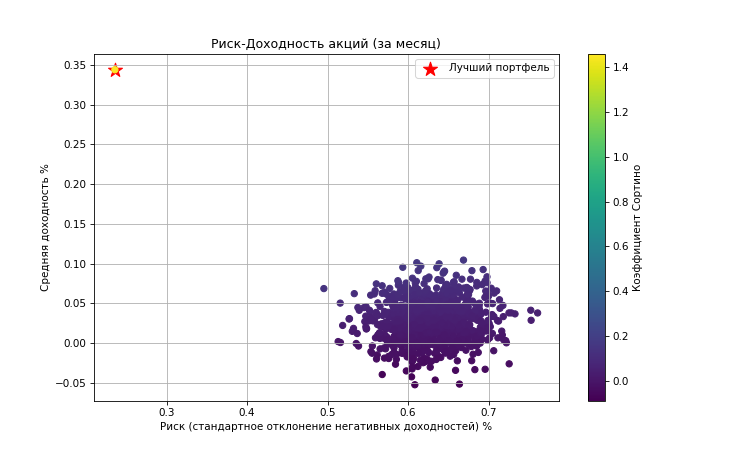 Риск-Доходность акций (за месяц)
Лучший портфель
0.35
0.30
0.25
0.20
0.15
0.10
0.05
0.00
−0.05
Средняя доходность %
0.3 0.4 0.5 0.6 0.7
Риск (стандартное отклонение негативных доходностей) %
1.4
1.2
1.0
0.8
0.6
0.4
0.2
0.0
Коэффициент Сортино